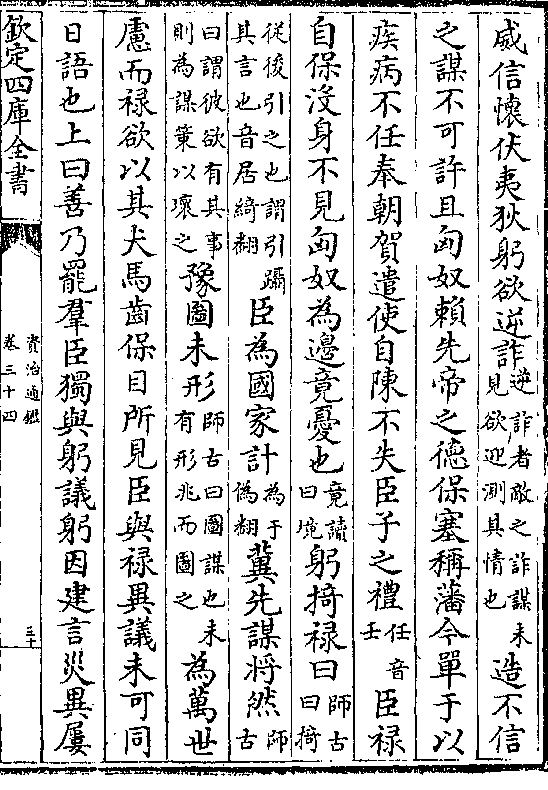 威信懷伏夷狄躬欲逆詐逆詐者敵之詐謀未見欲迎測其情也造不信
之謀不可許且匈奴賴先帝之德保塞稱藩今單于以
疾病不任奉朝賀遣使自陳不失臣子之禮任音壬臣祿
自保沒身不見匈奴為邊竟憂也竟讀曰境躬掎祿曰師古曰掎
從後引之也謂引躡其言也音居綺翻臣為國家計為于偽翻冀先謀將然師古
曰謂彼欲有其事則為謀策以壞之豫圖未形師古曰圖謀也未有形兆而圖之為萬世
慮而祿欲以其犬馬齒保目所見臣與祿異議未可同
日語也上曰善乃罷羣臣獨與躬議躬因建言災異屢
欽定四庫全書
資治通鑑
卷三十四
三十